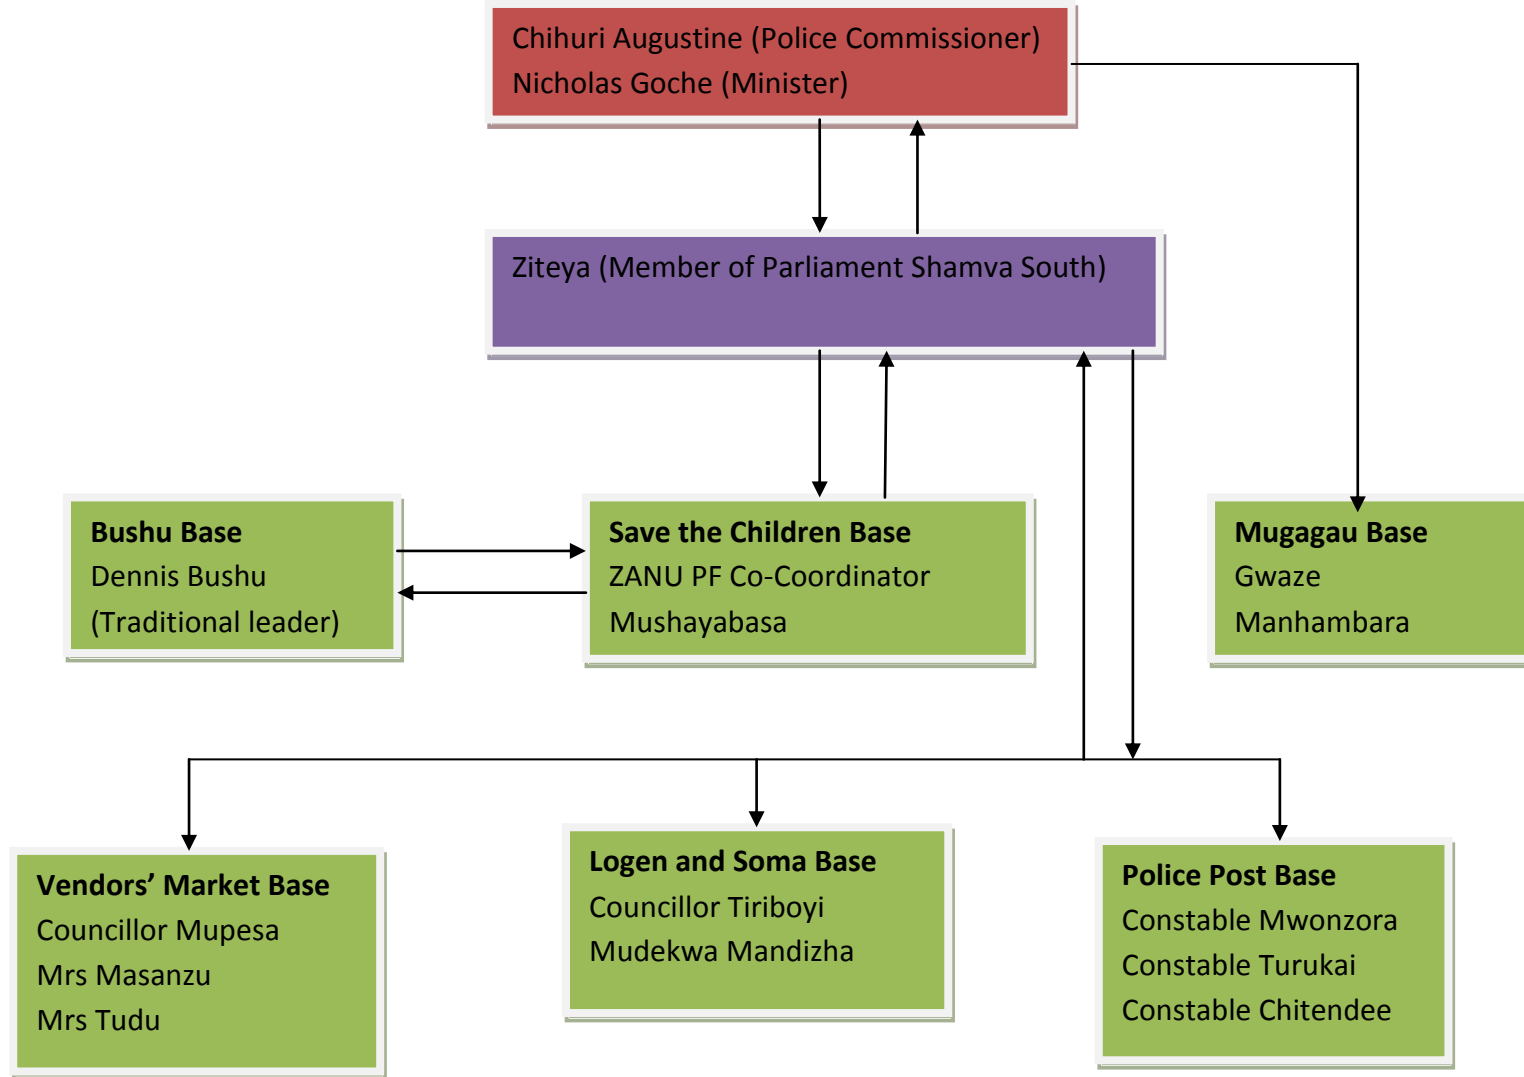 Chihuri Augustine (Police Commissioner)
Nicholas Goche (Minister)
Ziteya (Member of Parliament Shamva South)
Bushu Base
Dennis Bushu
(Traditional leader)
Save the Children Base
ZANU PF Co-Coordinator
Mushayabasa
Mugagau Base
Gwaze
Manhambara
Vendors’ Market Base
Councillor Mupesa
Mrs Masanzu
Mrs Tudu
Logen and Soma Base
Councillor Tiriboyi
Mudekwa Mandizha
Police Post Base
Constable Mwonzora
Constable Turukai
Constable Chitendee